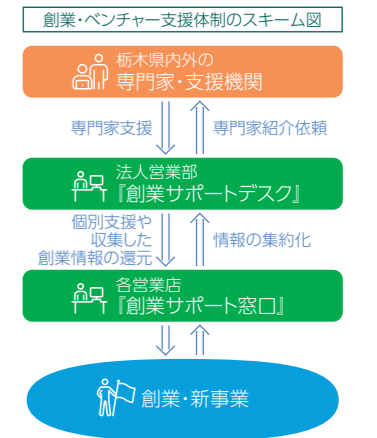 創業・ベンチャー支援体制のスキーム図
栃木県内外の
専門家・支援機関
専門家支援
専門家紹介依頼
法人営業部
『創業サポートデスク』
個別支援や
収集した
創業情報の還元
情報の集約化
各営業店
『創業サポート窓口』
創業・新事業